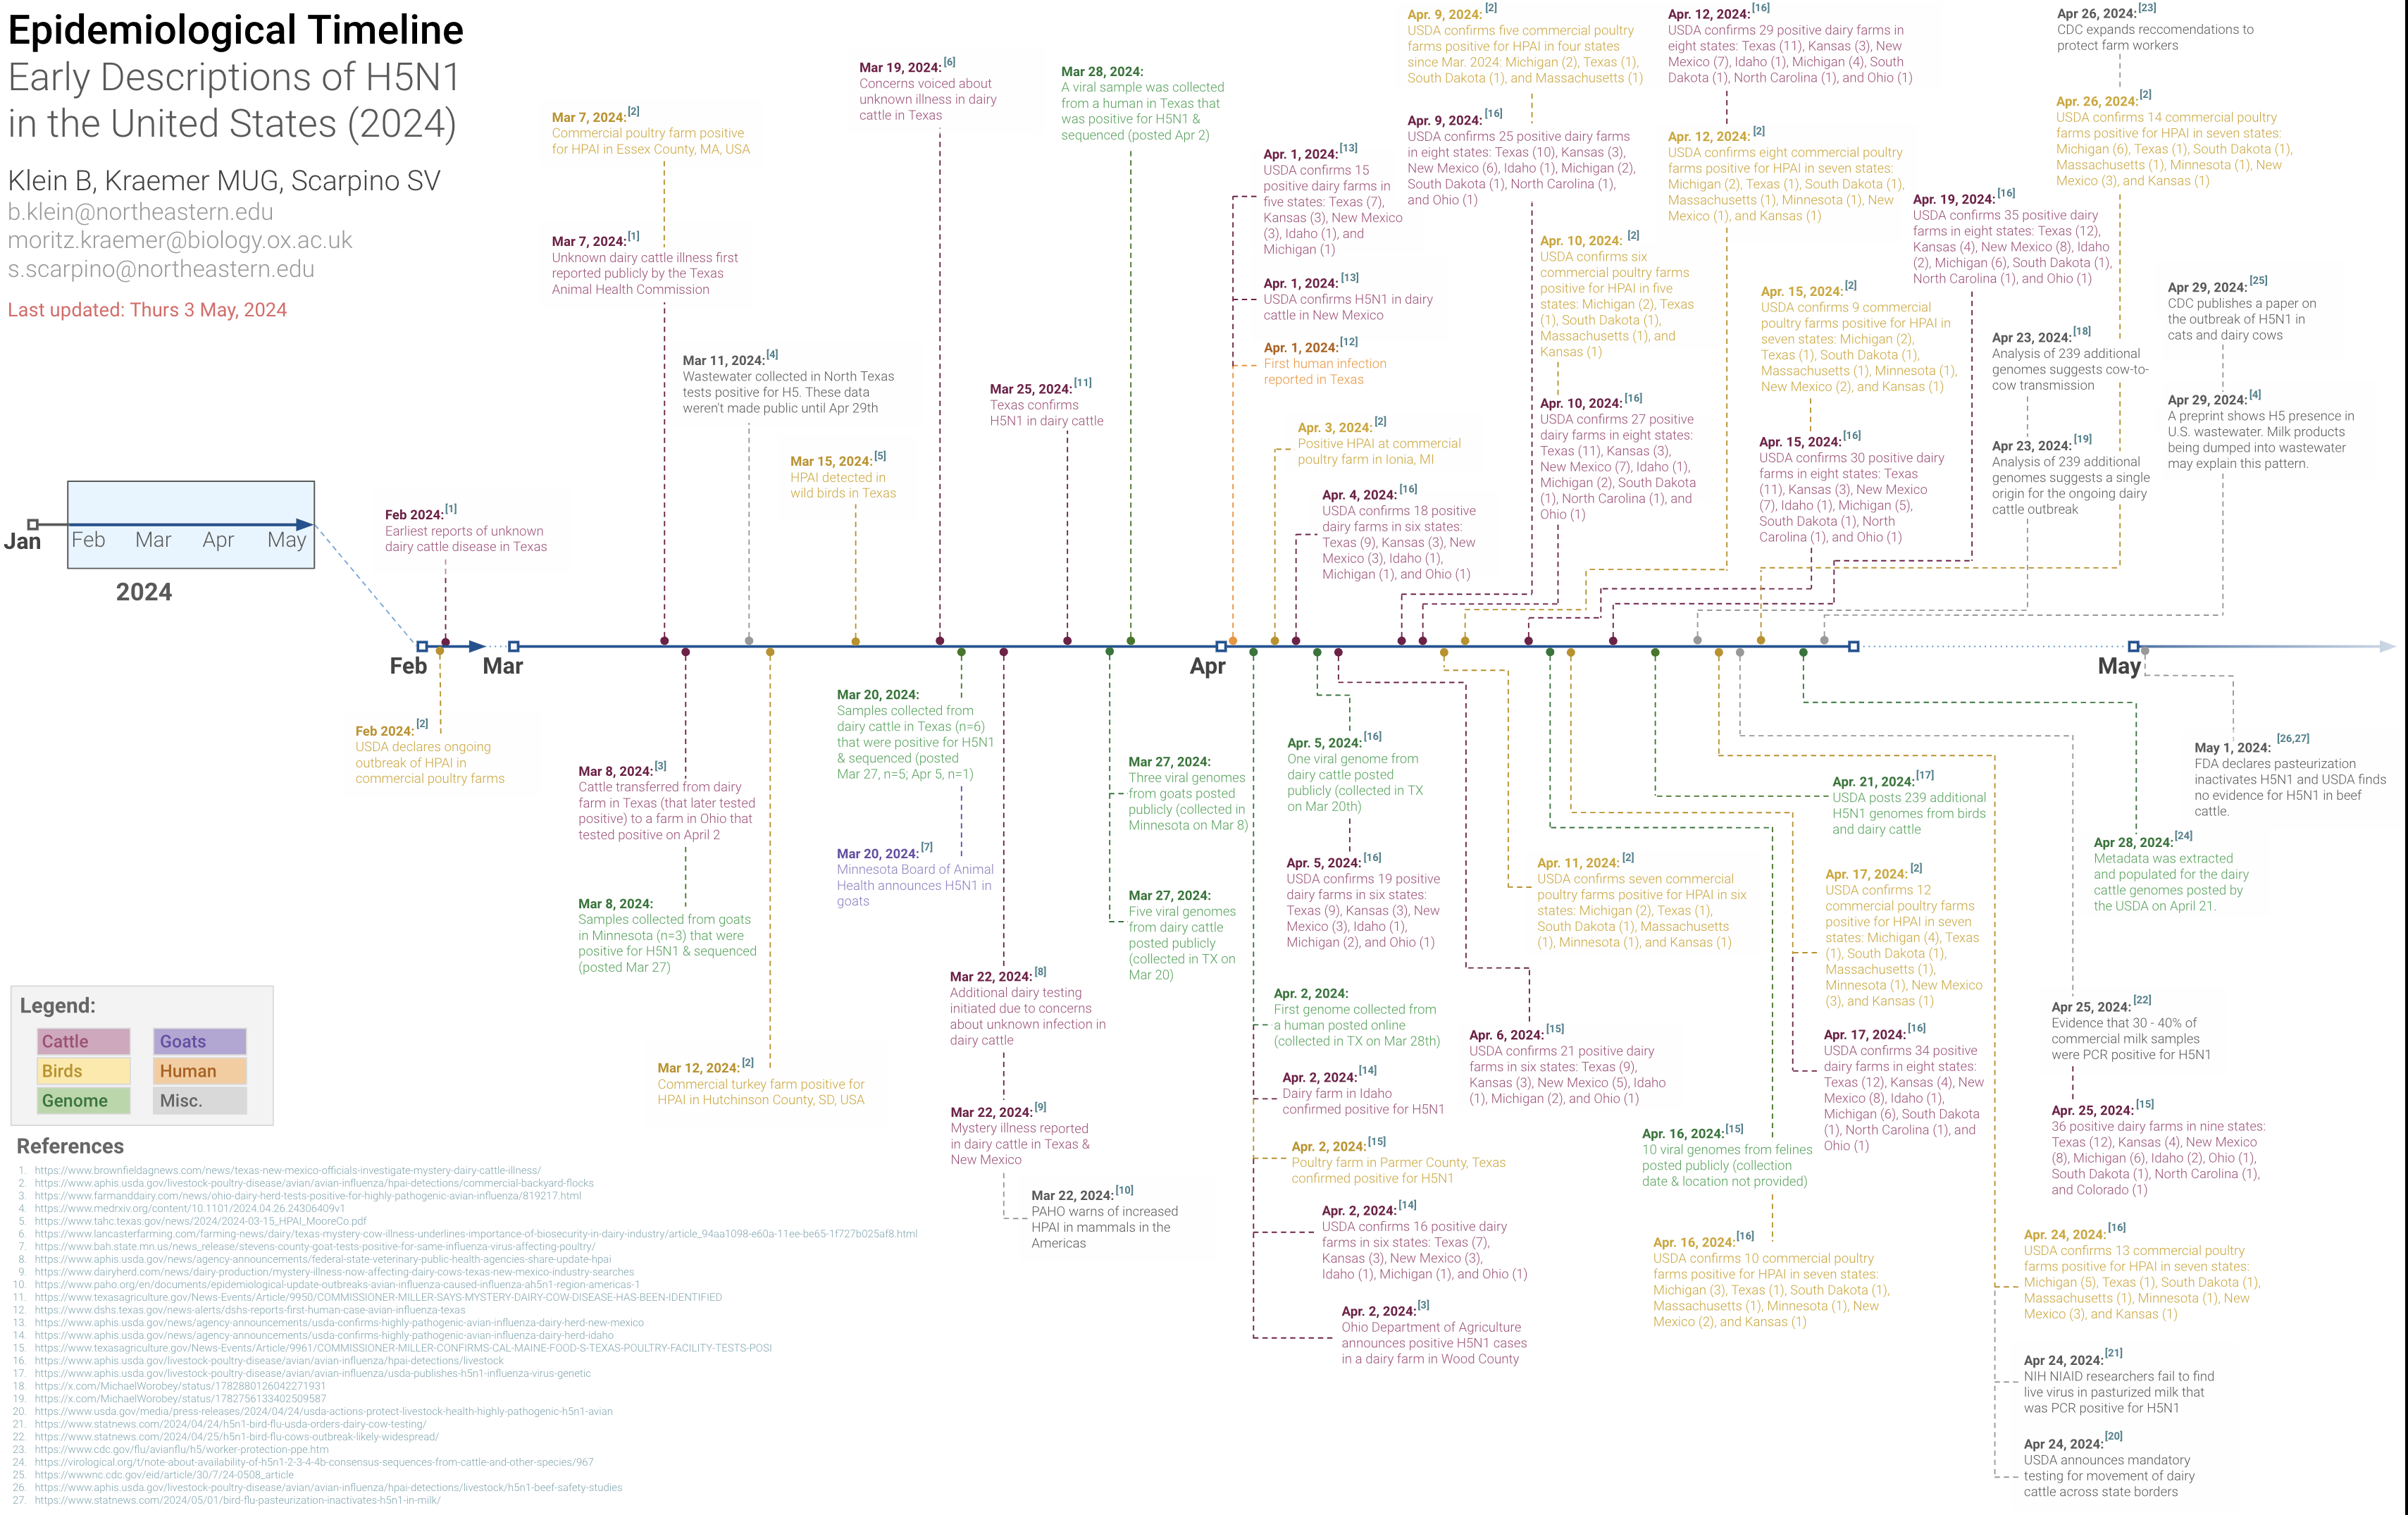 Epidemiological Timeline
Early Descriptions of H5N1
in the United States (2024)
Klein B, Kraemer MUG, Scarpino SV
b.klein@northeastern.edu
moritz.kraemer@biology.ox.ac.uk
s.scarpino@northeastern.edu
Last updated: Thurs 3 May, 2024
Jan
Feb Mar Apr May
2024
Feb
Mar
Apr
May
Feb 2024:[1]
Earliest reports of unknown
dairy cattle disease in Texas
Mar 7, 2024:[2]
Commercial poultry farm positive
for HPAI in Essex County, MA, USA
Mar 7, 2024:[1]
Unknown dairy cattle illness first
reported publicly by the Texas
Animal Health Commission
Mar 11, 2024:[4]
Wastewater collected in North Texas
tests positive for H5. These data
weren't made public until Apr 29th
Mar 15, 2024:[5]
HPAI detected in
wild birds in Texas
Mar 19, 2024:[6]
Concerns voiced about
unknown illness in dairy
cattle in Texas
Mar 25, 2024:[11]
Texas confirms
H5N1 in dairy cattle
Mar 28, 2024:
A viral sample was collected
from a human in Texas that
was positive for H5N1 &
sequenced (posted Apr 2)
Apr. 1, 2024:[13]
USDA confirms 15
positive dairy farms in
five states: Texas (7),
Kansas (3), New Mexico
(3), Idaho (1), and
Michigan (1)
Apr. 1, 2024:[13]
USDA confirms H5N1 in dairy
cattle in New Mexico
Apr. 1, 2024:[12]
First human infection
reported in Texas
Apr. 3, 2024:[2]
Positive HPAI at commercial
poultry farm in Ionia, MI
Apr. 4, 2024:[16]
USDA confirms 18 positive
dairy farms in six states:
Texas (9), Kansas (3), New
Mexico (3), Idaho (1),
Michigan (1), and Ohio (1)
Apr. 9, 2024:[2]
USDA confirms five commercial poultry
farms positive for HPAI in four states
since Mar. 2024: Michigan (2), Texas (1),
South Dakota (1), and Massachusetts (1)
Apr. 9, 2024:[16]
USDA confirms 25 positive dairy farms
in eight states: Texas (10), Kansas (3),
New Mexico (6), Idaho (1), Michigan (2),
South Dakota (1), North Carolina (1),
and Ohio (1)
Apr. 10, 2024:[2]
USDA confirms six
commercial poultry farms
positive for HPAI in five
states: Michigan (2), Texas
(1), South Dakota (1),
Massachusetts (1), and
Kansas (1)
Apr. 10, 2024:[16]
USDA confirms 27 positive
dairy farms in eight states:
Texas (11), Kansas (3),
New Mexico (7), Idaho (1),
Michigan (2), South Dakota
(1), North Carolina (1), and
Ohio (1)
Apr. 12, 2024:[16]
USDA confirms 29 positive dairy farms in
eight states: Texas (11), Kansas (3), New
Mexico (7), Idaho (1), Michigan (4), South
Dakota (1), North Carolina (1), and Ohio (1)
Apr. 12, 2024:[2]
USDA confirms eight commercial poultry
farms positive for HPAI in seven states:
Michigan (2), Texas (1), South Dakota (1),
Massachusetts (1), Minnesota (1), New
Mexico (1), and Kansas (1)
Apr. 15, 2024:[2]
USDA confirms 9 commercial
poultry farms positive for HPAI in
seven states: Michigan (2),
Texas (1), South Dakota (1),
Massachusetts (1), Minnesota (1),
New Mexico (2), and Kansas (1)
Apr. 15, 2024:[16]
USDA confirms 30 positive dairy
farms in eight states: Texas
(11), Kansas (3), New Mexico
(7), Idaho (1), Michigan (5),
South Dakota (1), North
Carolina (1), and Ohio (1)
Apr. 19, 2024:[16]
USDA confirms 35 positive dairy
farms in eight states: Texas (12),
Kansas (4), New Mexico (8), Idaho
(2), Michigan (6), South Dakota (1),
North Carolina (1), and Ohio (1)
Apr 23, 2024:[18]
Analysis of 239 additional
genomes suggests cow-to-
cow transmission
Apr 23, 2024:[19]
Analysis of 239 additional
genomes suggests a single
origin for the ongoing dairy
cattle outbreak
Apr 26, 2024:[23]
CDC expands reccomendations to
protect farm workers
Apr. 26, 2024:[2]
USDA confirms 14 commercial poultry
farms positive for HPAI in seven states:
Michigan (6), Texas (1), South Dakota (1),
Massachusetts (1), Minnesota (1), New
Mexico (3), and Kansas (1)
Apr 29, 2024:[25]
CDC publishes a paper on
the outbreak of H5N1 in
cats and dairy cows
Apr 29, 2024:[4]
A preprint shows H5 presence in
U.S. wastewater. Milk products
being dumped into wastewater
may explain this pattern.
Feb 2024:[2]
USDA declares ongoing
outbreak of HPAI in
commercial poultry farms
Mar 8, 2024:[3]
Cattle transferred from dairy
farm in Texas (that later tested
positive) to a farm in Ohio that
tested positive on April 2
Mar 8, 2024:
Samples collected from goats
in Minnesota (n=3) that were
positive for H5N1 & sequenced
(posted Mar 27)
Mar 12, 2024:[2]
Commercial turkey farm positive for
HPAI in Hutchinson County, SD, USA
Mar 20, 2024:
Samples collected from
dairy cattle in Texas (n=6)
that were positive for H5N1
& sequenced (posted
Mar 27, n=5; Apr 5, n=1)
Mar 20, 2024:[7]
Minnesota Board of Animal
Health announces H5N1 in
goats
Mar 22, 2024:[8]
Additional dairy testing
initiated due to concerns
about unknown infection in
dairy cattle
Mar 22, 2024:[9]
Mystery illness reported
in dairy cattle in Texas &
New Mexico
Mar 22, 2024:[10]
PAHO warns of increased
HPAI in mammals in the
Americas
Mar 27, 2024:
Three viral genomes
from goats posted
publicly (collected in
Minnesota on Mar 8)
Mar 27, 2024:
Five viral genomes
from dairy cattle
posted publicly
(collected in TX on
Mar 20)
Apr. 2, 2024:
First genome collected from
a human posted online
(collected in TX on Mar 28th)
Apr. 2, 2024:[14]
Dairy farm in Idaho
confirmed positive for H5N1
Apr. 2, 2024:[15]
Poultry farm in Parmer County, Texas
confirmed positive for H5N1
Apr. 2, 2024:[14]
USDA confirms 16 positive dairy
farms in six states: Texas (7),
Kansas (3), New Mexico (3),
Idaho (1), Michigan (1), and Ohio (1)
Apr. 2, 2024:[3]
Ohio Department of Agriculture
announces positive H5N1 cases
in a dairy farm in Wood County
Apr. 5, 2024:[16]
One viral genome from
dairy cattle posted
publicly (collected in TX
on Mar 20th)
Apr. 5, 2024:[16]
USDA confirms 19 positive
dairy farms in six states:
Texas (9), Kansas (3), New
Mexico (3), Idaho (1),
Michigan (2), and Ohio (1)
Apr. 6, 2024:[15]
USDA confirms 21 positive dairy
farms in six states: Texas (9),
Kansas (3), New Mexico (5), Idaho
(1), Michigan (2), and Ohio (1)
Apr. 11, 2024:[2]
USDA confirms seven commercial
poultry farms positive for HPAI in six
states: Michigan (2), Texas (1),
South Dakota (1), Massachusetts
(1), Minnesota (1), and Kansas (1)
Apr. 16, 2024:[15]
10 viral genomes from felines
posted publicly (collection
date & location not provided)
Apr. 16, 2024:[16]
USDA confirms 10 commercial poultry
farms positive for HPAI in seven states:
Michigan (3), Texas (1), South Dakota (1),
Massachusetts (1), Minnesota (1), New
Mexico (2), and Kansas (1)
Apr. 21, 2024:[17]
USDA posts 239 additional
H5N1 genomes from birds
and dairy cattle
Apr. 17, 2024:[2]
USDA confirms 12
commercial poultry farms
positive for HPAI in seven
states: Michigan (4), Texas
(1), South Dakota (1),
Massachusetts (1),
Minnesota (1), New Mexico
(3), and Kansas (1)
Apr. 17, 2024:[16]
USDA confirms 34 positive
dairy farms in eight states:
Texas (12), Kansas (4), New
Mexico (8), Idaho (1),
Michigan (6), South Dakota
(1), North Carolina (1), and
Ohio (1)
May 1, 2024: [26,27]
FDA declares pasteurization
inactivates H5N1 and USDA finds
no evidence for H5N1 in beef
cattle.
Apr 28, 2024:[24]
Metadata was extracted
and populated for the dairy
cattle genomes posted by
the USDA on April 21.
Apr 25, 2024:[22]
Evidence that 30 - 40% of
commercial milk samples
were PCR positive for H5N1
Apr. 25, 2024:[15]
36 positive dairy farms in nine states:
Texas (12), Kansas (4), New Mexico
(8), Michigan (6), Idaho (2), Ohio (1),
South Dakota (1), North Carolina (1),
and Colorado (1)
Apr. 24, 2024:[16]
USDA confirms 13 commercial poultry
farms positive for HPAI in seven states:
Michigan (5), Texas (1), South Dakota (1),
Massachusetts (1), Minnesota (1), New
Mexico (3), and Kansas (1)
Apr 24, 2024:[21]
NIH NIAID researchers fail to find
live virus in pasturized milk that
was PCR positive for H5N1
Apr 24, 2024:[20]
USDA announces mandatory
testing for movement of dairy
cattle across state borders
Legend:
Cattle Goats
Birds Human
Genome Misc.
References
1. https://www.brownfieldagnews.com/news/texas-new-mexico-officials-investigate-mystery-dairy-cattle-illness/
2. https://www.aphis.usda.gov/livestock-poultry-disease/avian/avian-influenza/hpai-detections/commercial-backyard-flocks
3. https://www.farmanddairy.com/news/ohio-dairy-herd-tests-positive-for-highly-pathogenic-avian-influenza/819217.html
4. https://www.medrxiv.org/content/10.1101/2024.04.26.24306409v1
5. https://www.tahc.texas.gov/news/2024/2024-03-15_HPAI_MooreCo.pdf
6. https://www.lancasterfarming.com/farming-news/dairy/texas-mystery-cow-illness-underlines-importance-of-biosecurity-in-dairy-industry/article_94aa1098-e60a-11ee-be65-1f727b025af8.html
7. https://www.bah.state.mn.us/news_release/stevens-county-goat-tests-positive-for-same-influenza-virus-affecting-poultry/
8. https://www.aphis.usda.gov/news/agency-announcements/federal-state-veterinary-public-health-agencies-share-update-hpai
9. https://www.dairyherd.com/news/dairy-production/mystery-illness-now-affecting-dairy-cows-texas-new-mexico-industry-searches
10. https://www.paho.org/en/documents/epidemiological-update-outbreaks-avian-influenza-caused-influenza-ah5n1-region-americas-1
11. https://www.texasagriculture.gov/News-Events/Article/9950/COMMISSIONER-MILLER-SAYS-MYSTERY-DAIRY-COW-DISEASE-HAS-BEEN-IDENTIFIED
12. https://www.dshs.texas.gov/news-alerts/dshs-reports-first-human-case-avian-influenza-texas
13. https://www.aphis.usda.gov/news/agency-announcements/usda-confirms-highly-pathogenic-avian-influenza-dairy-herd-new-mexico
14. https://www.aphis.usda.gov/news/agency-announcements/usda-confirms-highly-pathogenic-avian-influenza-dairy-herd-idaho
15. https://www.texasagriculture.gov/News-Events/Article/9961/COMMISSIONER-MILLER-CONFIRMS-CAL-MAINE-FOOD-S-TEXAS-POULTRY-FACILITY-TESTS-POSI
16. https://www.aphis.usda.gov/livestock-poultry-disease/avian/avian-influenza/hpai-detections/livestock
17. https://www.aphis.usda.gov/livestock-poultry-disease/avian/avian-influenza/usda-publishes-h5n1-influenza-virus-genetic
18. https://x.com/MichaelWorobey/status/1782880126042271931
19. https://x.com/MichaelWorobey/status/1782756133402509587
20. https://www.usda.gov/media/press-releases/2024/04/24/usda-actions-protect-livestock-health-highly-pathogenic-h5n1-avian
21. https://www.statnews.com/2024/04/24/h5n1-bird-flu-usda-orders-dairy-cow-testing/
22. https://www.statnews.com/2024/04/25/h5n1-bird-flu-cows-outbreak-likely-widespread/
23. https://www.cdc.gov/flu/avianflu/h5/worker-protection-ppe.htm
24. https://virological.org/t/note-about-availability-of-h5n1-2-3-4-4b-consensus-sequences-from-cattle-and-other-species/967
25. https://wwwnc.cdc.gov/eid/article/30/7/24-0508_article
26. https://www.aphis.usda.gov/livestock-poultry-disease/avian/avian-influenza/hpai-detections/livestock/h5n1-beef-safety-studies
27. https://www.statnews.com/2024/05/01/bird-flu-pasteurization-inactivates-h5n1-in-milk/